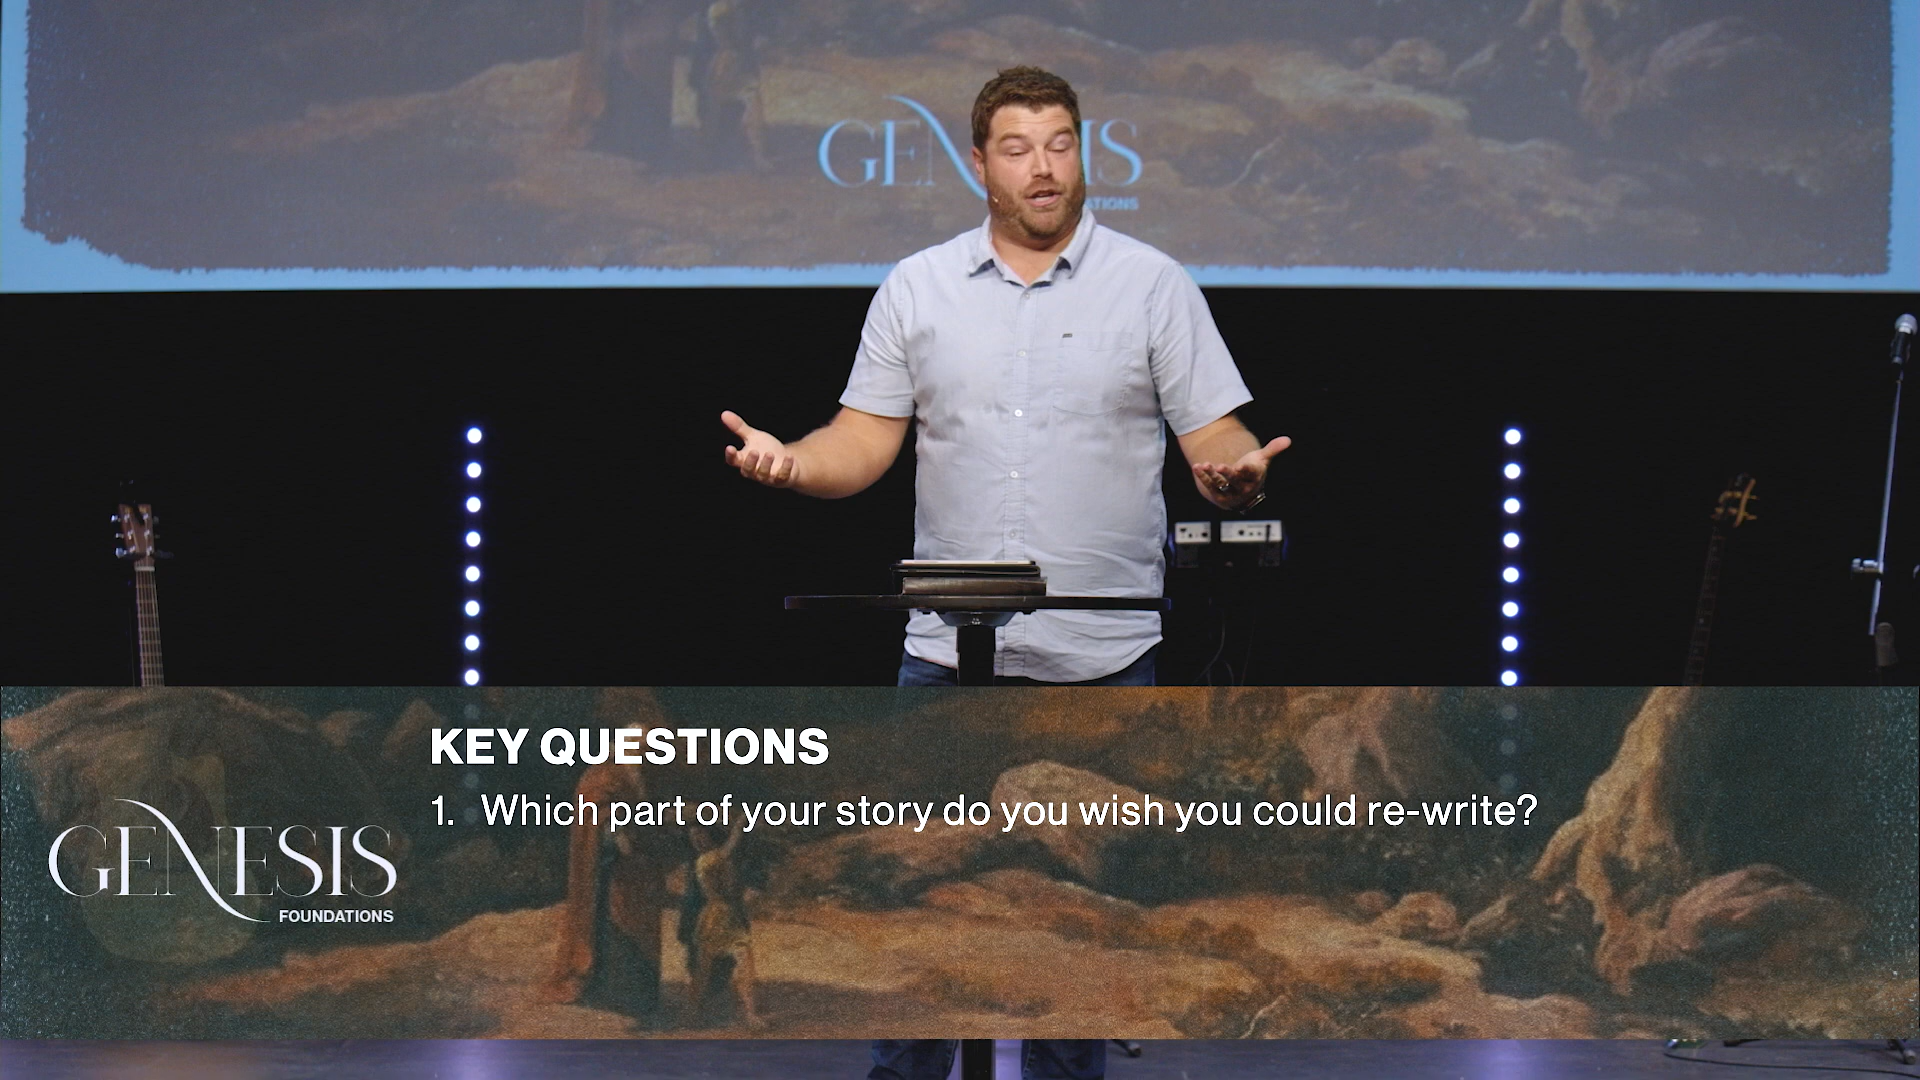 GENESIS
KEY QUESTIONS
1. Which part of your story do you wish you could re-write?
GENESIS
FOUNDATIONS